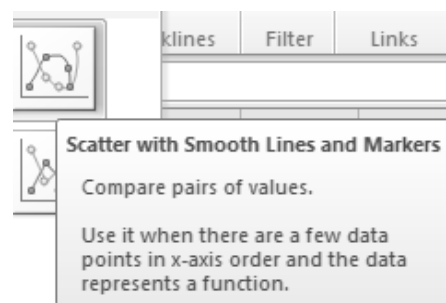 klines Filter Links
Scatter with Smooth Lines and Markers
Compare pairs of values.
Use it when there are a few data
points in x-axis order and the data
represents a function.